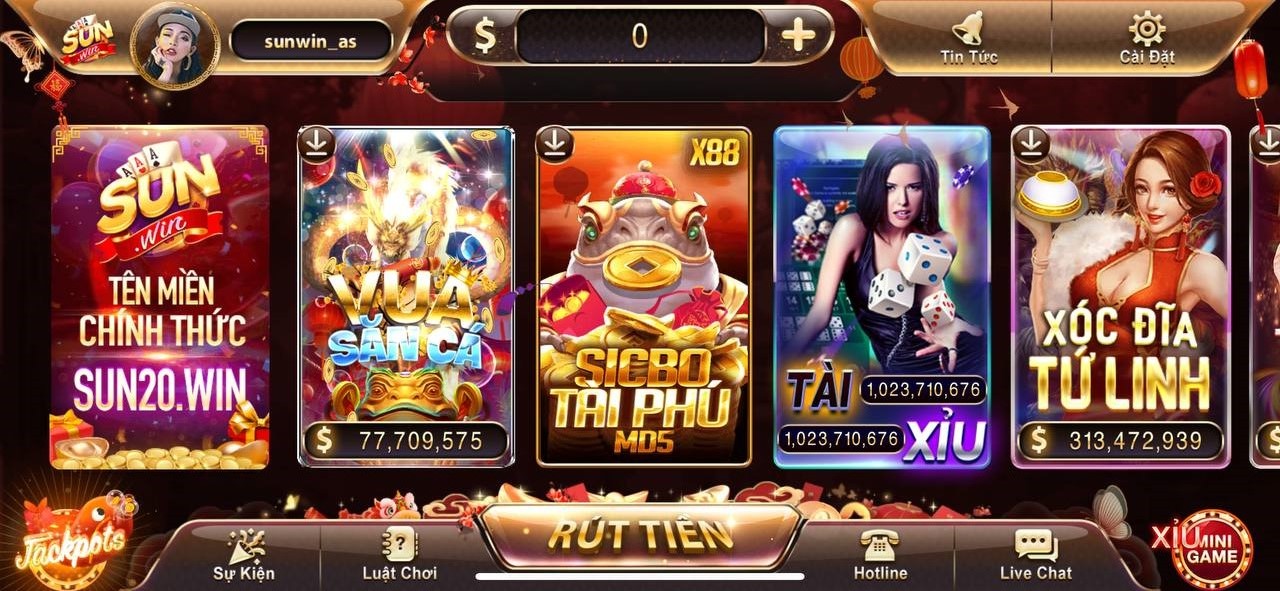 SUN
.Win
sunwin_as
$
0
+
Tin Tức
Cài Đặt
A A
SUN
.Win
TÊN MIỀN
CHÍNH THỨC
SUN20.WIN
VUA
SĂN CÁ
$ 77,709,575
X88
SICBO
TÀI PHÚ
MD5
TÀI 1,023,710,676
1,023,710,676 XỈU
XÓC ĐĨA
TỨ LINH
$ 313,472,939
$
Jackpots
Sự Kiện
Luật Chơi
RÚT TIỀN
Hotline
Live Chat
XỈU
MINI
GAME